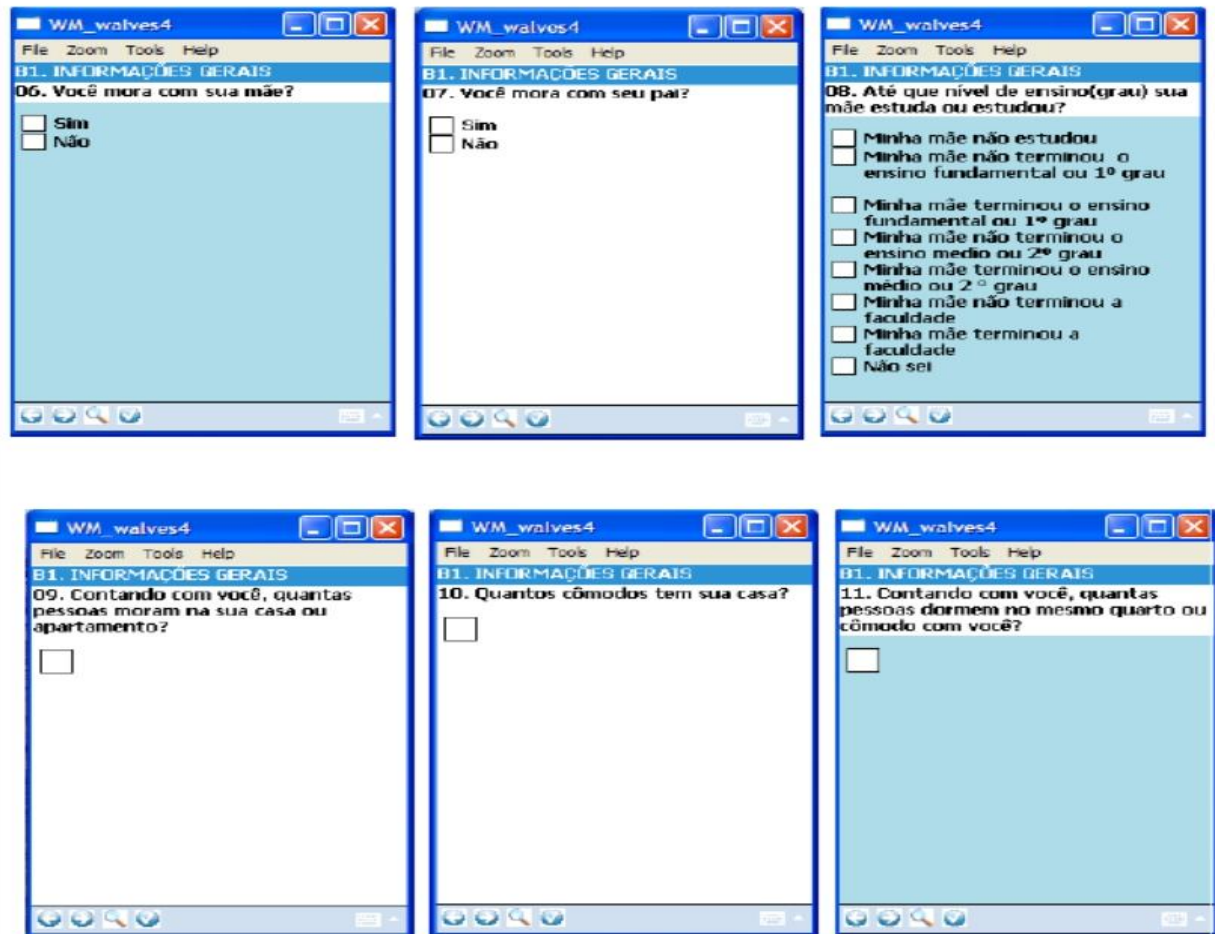 WM_walves4
File Zoom Tools Help
B1. INFORMAÇÕES GERAIS
06. Você mora com sua mãe?
Sim
Não
WM_walves4
File Zoom Tools Help
B1. INFORMAÇÕES GERAIS
07. Você mora com seu pai?
Sim
Não
WM_walves4
File Zoom Tools Help
B1. INFORMAÇÕES GERAIS
08. Até que nível de ensino(grau) sua
mãe estuda ou estudou?
Minha mãe não estudou
Minha mãe não terminou o
ensino fundamental ou 1º grau
Minha mãe terminou o ensino
fundamental ou 1º grau
Minha mãe não terminou o
ensino medio ou 2º grau
Minha mãe terminou o ensino
médio ou 2 º grau
Minha mãe não terminou a
faculdade
Minha mãe terminou a
faculdade
Não sei
WM_walves4
File Zoom Tools Help
B1. INFORMAÇÕES GERAIS
09. Contando com você, quantas
pessoas moram na sua casa ou
apartamento?
WM_walves4
File Zoom Tools Help
B1. INFORMAÇÕES GERAIS
10. Quantos cômodos tem sua casa?
WM_walves4
File Zoom Tools Help
B1. INFORMAÇÕES GERAIS
11. Contando com você, quantas
pessoas dormem no mesmo quarto ou
cômodo com você?